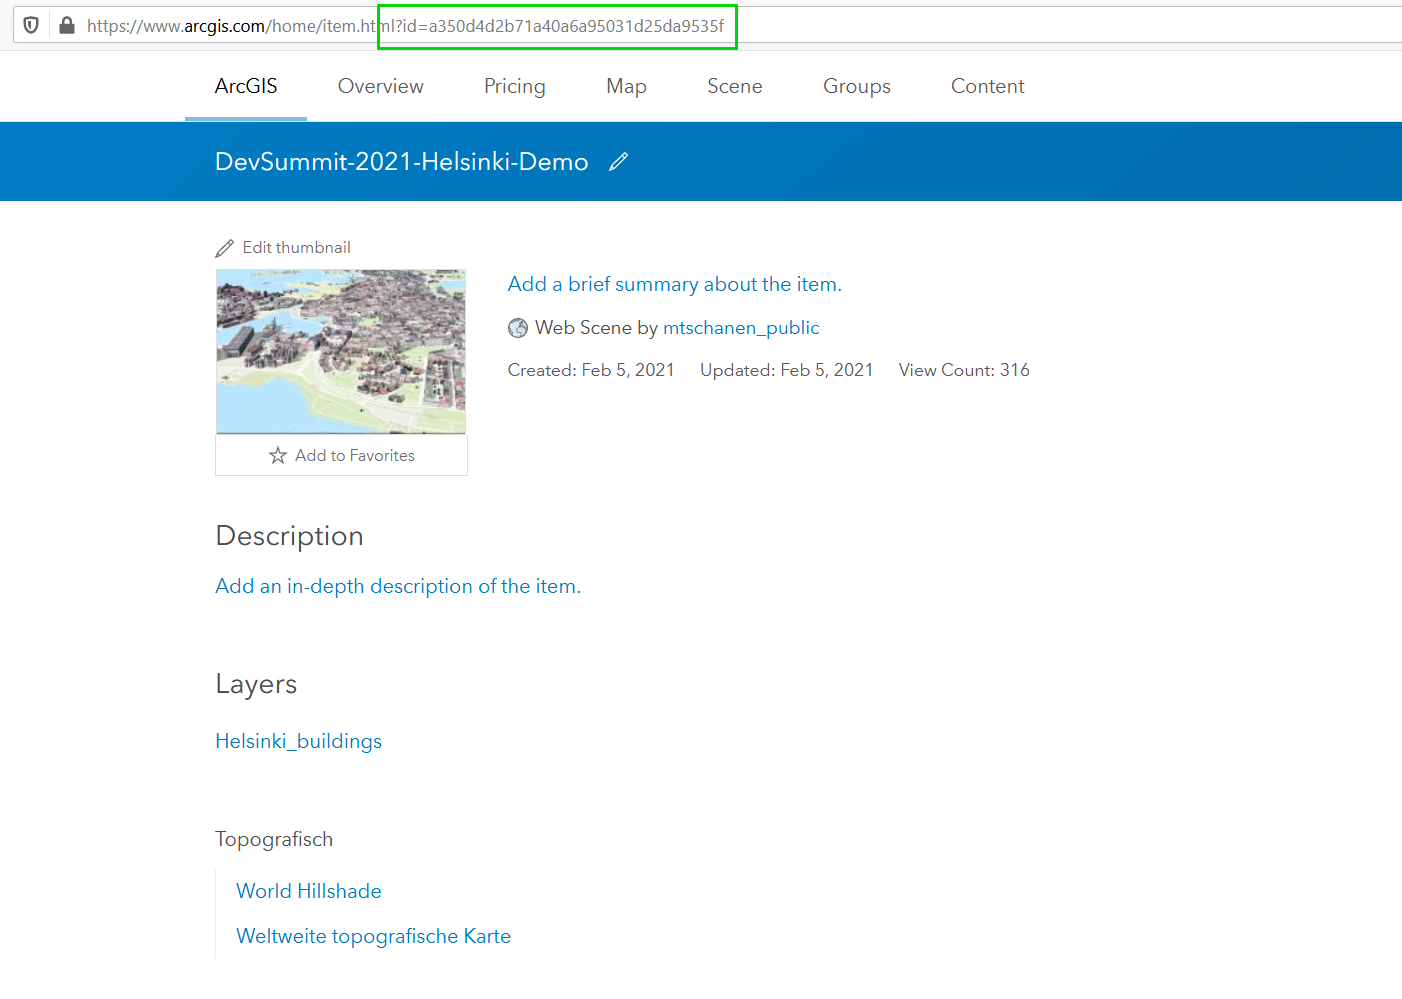 https://www.arcgis.com/home/item.html?id=a350d4d2b71a40a6a95031d25da9535f
ArcGIS Overview Pricing Map Scene Groups Content
DevSummit-2021-Helsinki-Demo
Edit thumbnail
Add a brief summary about the item.
Web Scene by mtschanen_public
Created: Feb 5, 2021 Updated: Feb 5, 2021 View Count: 316
Add to Favorites
Description
Add an in-depth description of the item.
Layers
Helsinki_buildings
Topografisch
World Hillshade
Weltweite topografische Karte